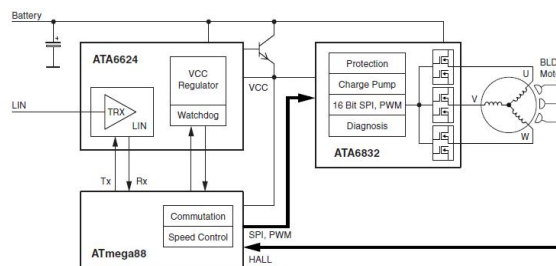 Battery
ATA6624
VCC
Regulator
Watchdog
VCC
LIN
TRX
LIN
Protection
Charge Pump
16 Bit SPI, PWM
Diagnosis
ATA6832
U
V
W
Tx
Rx
Commutation
Speed Control
ATmega88
SPI, PWM
HALL